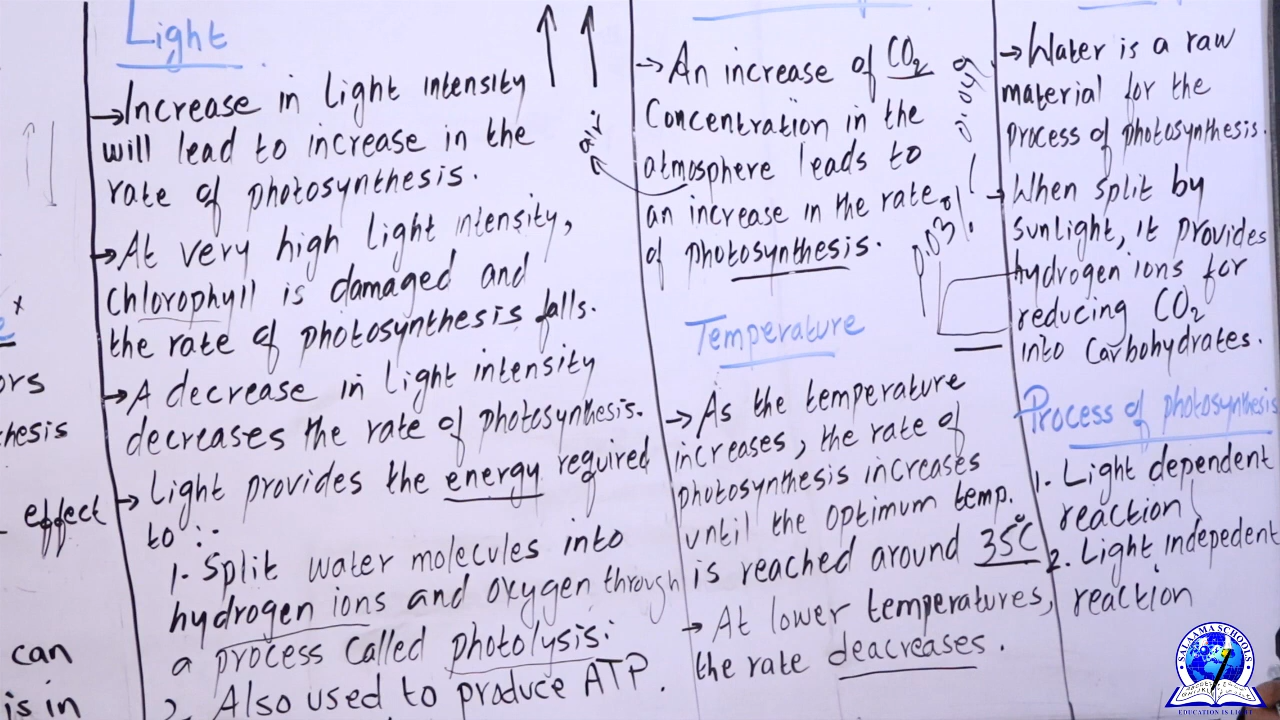 e
ors
thesis
effect
can
is in
Light
→Increase in Light intensity
will lead to increase in the
rate of photosynthesis.
→At very high light intensity,
Chlorophyll is damaged and
the rate of photosynthesis falls.
→A decrease in Light intensity
decreases the rate of photosynthesis.
→ Light provides the energy required
to :-
1. Split water molecules into
hydrogen ions and oxygen through
a process called photolysis.
2. Also used to produce ATP.
air
→ An increase of CO₂
Concentration in the
atmosphere leads to
an increase in the rate
of photosynthesis.
0.03%
Temperature
→ As the temperature
increases, the rate of
photosynthesis increases
until the optimum temp.
is reached around 35°C
→ At lower temperatures,
the rate deacreases.
→Water is a raw
material for the
process of photosynthesis.
→ When split by
sunlight, it provides
hydrogen ions for
reducing CO₂
into Carbohydrates.
Process of photosynthesis
1. Light dependent
reaction
2. Light indepedent
reaction
SALAAMA SCHOOLS
EDUCATION IS LIGHT